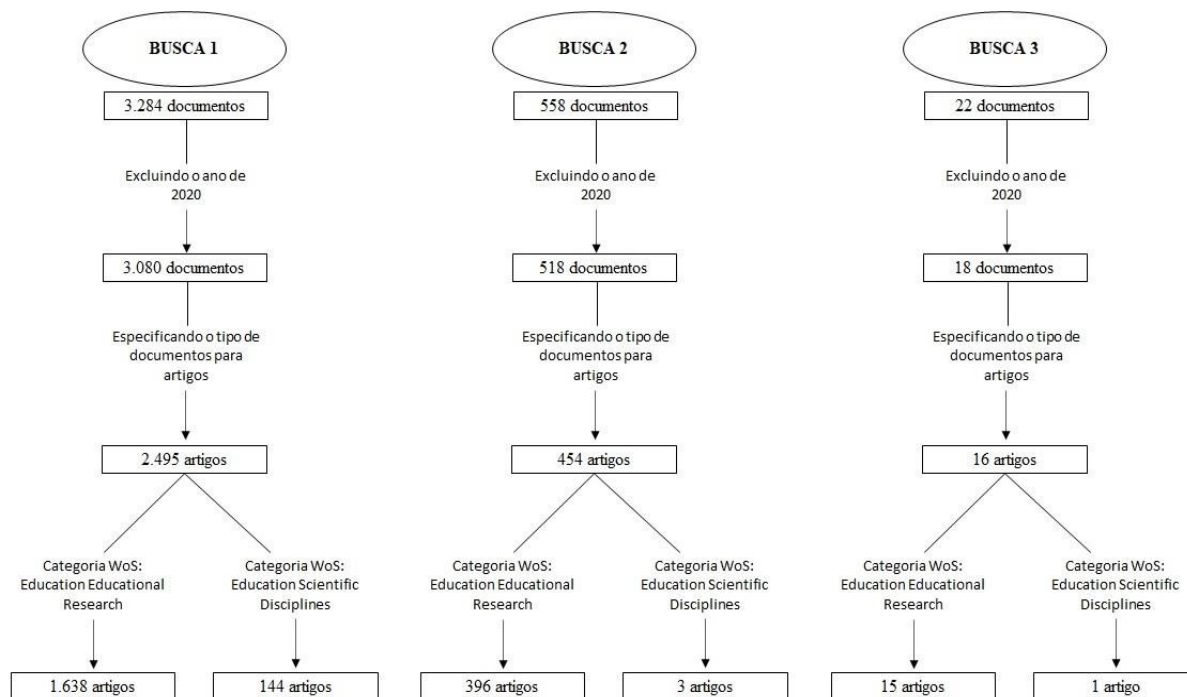 BUSCA 1
3.284 documentos
Excluindo o ano de
2020
3.080 documentos
Especificando o tipo de
documentos para
artigos
2.495 artigos
Categoria WoS:
Education Educational
Research
1.638 artigos
Categoria WoS:
Education Scientific
Disciplines
144 artigos
BUSCA 2
558 documentos
Excluindo o ano de
2020
518 documentos
Especificando o tipo de
documentos para
artigos
454 artigos
Categoria WoS:
Education Educational
Research
396 artigos
Categoria WoS:
Education Scientific
Disciplines
3 artigos
BUSCA 3
22 documentos
Excluindo o ano de
2020
18 documentos
Especificando o tipo de
documentos para
artigos
16 artigos
Categoria WoS:
Education Educational
Research
15 artigos
Categoria WoS:
Education Scientific
Disciplines
1 artigo